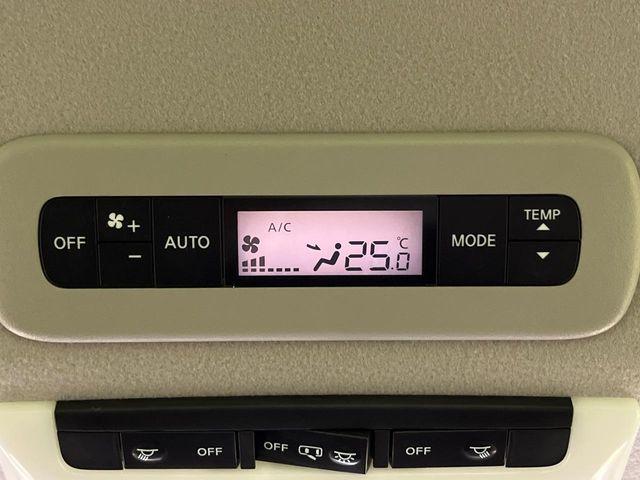 OFF + − AUTO A/C 25.0 °C MODE TEMP
OFF OFF OFF